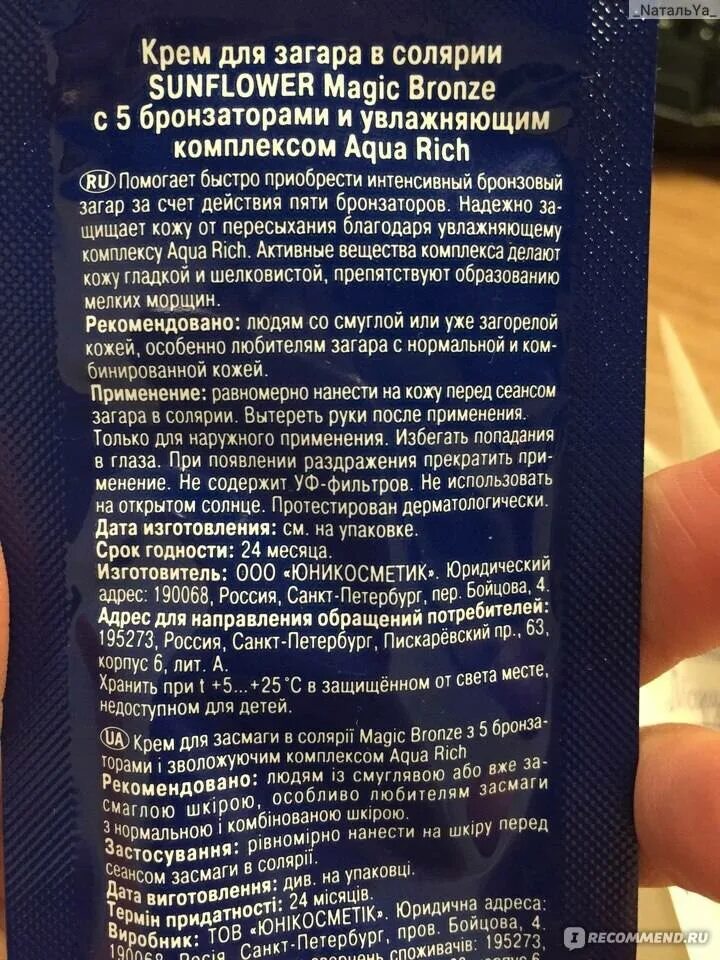 _NатальYа_
Крем для загара в солярии
SUNFLOWER Magic Bronze
с 5 бронзаторами и увлажняющим
комплексом Aqua Rich
RU Помогает быстро приобрести интенсивный бронзовый
загар за счет действия пяти бронзаторов. Надежно за-
щищает кожу от пересыхания благодаря увлажняющему
комплексу Aqua Rich. Активные вещества комплекса делают
кожу гладкой и шелковистой, препятствуют образованию
мелких морщин.
Рекомендовано: людям со смуглой или уже загорелой
кожей, особенно любителям загара с нормальной и ком-
бинированной кожей.
Применение: равномерно нанести на кожу перед сеансом
загара в солярии. Вытереть руки после применения.
Только для наружного применения. Избегать попадания
в глаза. При появлении раздражения прекратить при-
менение. Не содержит УФ-фильтров. Не использовать
на открытом солнце. Протестирован дерматологически.
Дата изготовления: см. на упаковке.
Срок годности: 24 месяца.
Изготовитель: ООО «ЮНИКОСМЕТИК». Юридический
адрес: 190068, Россия, Санкт-Петербург, пер. Бойцова, 4.
Адрес для направления обращений потребителей:
195273, Россия, Санкт-Петербург, Пискарёвский пр., 63,
корпус 6, лит. А.
Хранить при t +5...+25°С в защищённом от света месте,
недоступном для детей.
UA Крем для засмаги в солярії Magic Bronze з 5 бронза-
торами і зволожуючим комплексом Aqua Rich
Рекомендовано: людям із смуглявою або вже за-
смаглою шкірою, особливо любителям засмаги
з нормальною і комбінованою шкірою.
Застосування: рівномірно нанести на шкіру перед
сеансом засмаги в солярії.
Дата виготовлення: див. на упаковці.
Термін придатності: 24 місяців.
Виробник: ТОВ «ЮНІКОСМЕТІК». Юридична адреса:
190068, Росія, Санкт-Петербург, пров. Бойцова, 4.
споживачів: 195273,
I RECOMMEND.RU